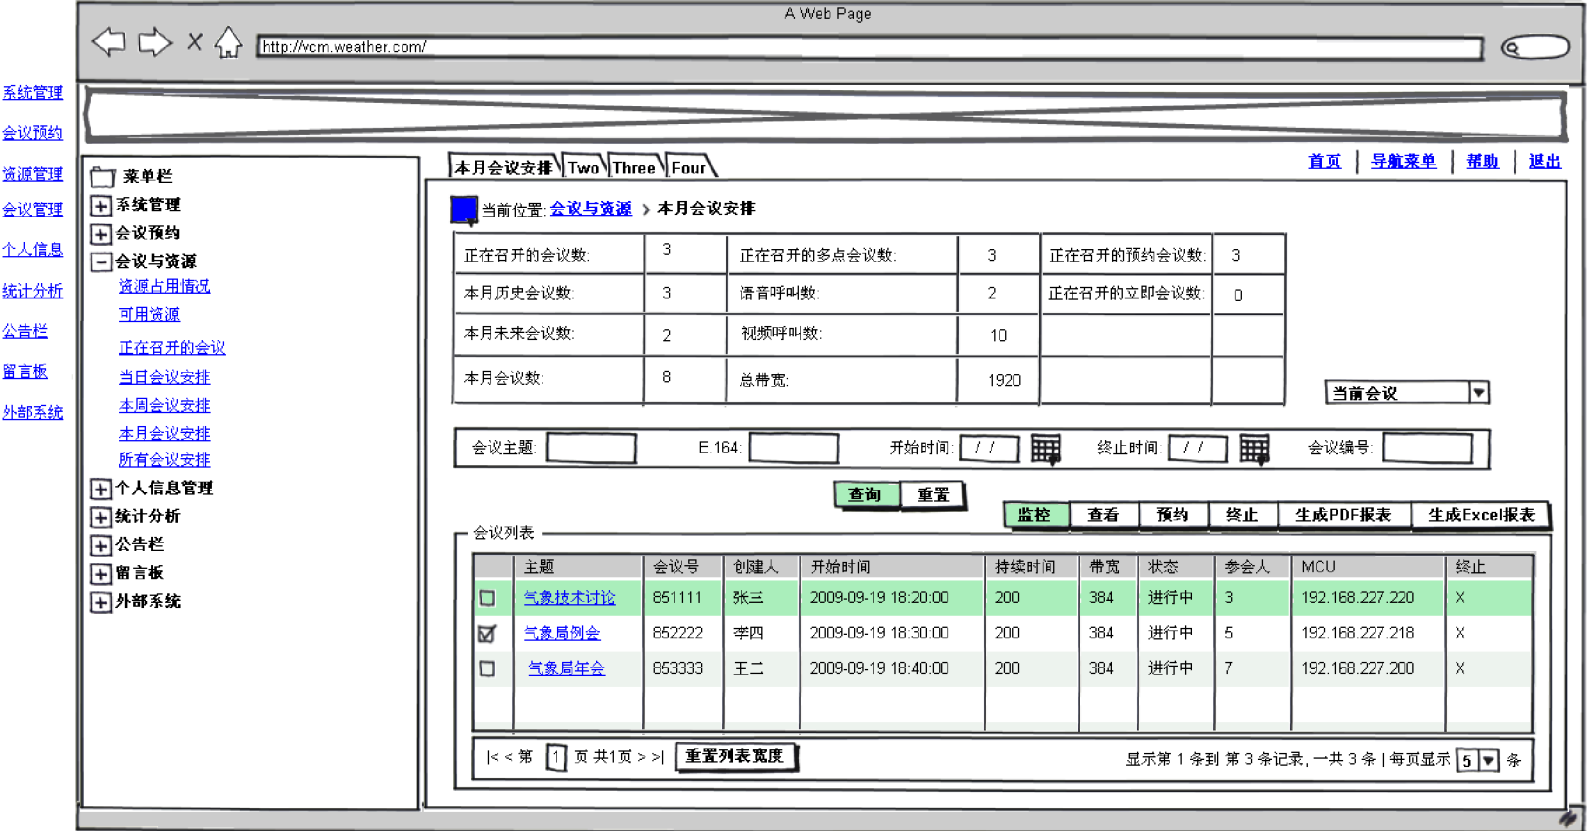 A Web Page
http://vcm.weather.com/
系统管理
会议预约
资源管理
会议管理
个人信息
统计分析
公告栏
留言板
外部系统
菜单栏
系统管理
会议预约
会议与资源
资源占用情况
可用资源
正在召开的会议
当日会议安排
本周会议安排
本月会议安排
所有会议安排
个人信息管理
统计分析
公告栏
留言板
外部系统
本月会议安排 Two Three Four
首页 | 导航菜单 | 帮助 | 退出
当前位置: 会议与资源 > 本月会议安排
正在召开的会议数: 3 正在召开的多点会议数: 3 正在召开的预约会议数: 3
本月历史会议数: 3 语音呼叫数: 2 正在召开的立即会议数: 0
本月未来会议数: 2 视频呼叫数: 10
本月会议数: 8 总带宽: 1920
当前会议
会议主题: E.164: 开始时间: / / 终止时间: / / 会议编号:
查询 重置
监控 查看 预约 终止 生成PDF报表 生成Excel报表
会议列表
主题 会议号 创建人 开始时间 持续时间 带宽 状态 参会人 MCU 终止
气象技术讨论 851111 张三 2009-09-19 18:20:00 200 384 进行中 3 192.168.227.220 X
气象局例会 852222 李四 2009-09-19 18:30:00 200 384 进行中 5 192.168.227.218 X
气象局年会 853333 王二 2009-09-19 18:40:00 200 384 进行中 7 192.168.227.200 X
|< < 第 1 页 共1页 > >| 重置列表宽度 显示第 1 条到 第 3 条记录, 一共 3 条 | 每页显示 5 条